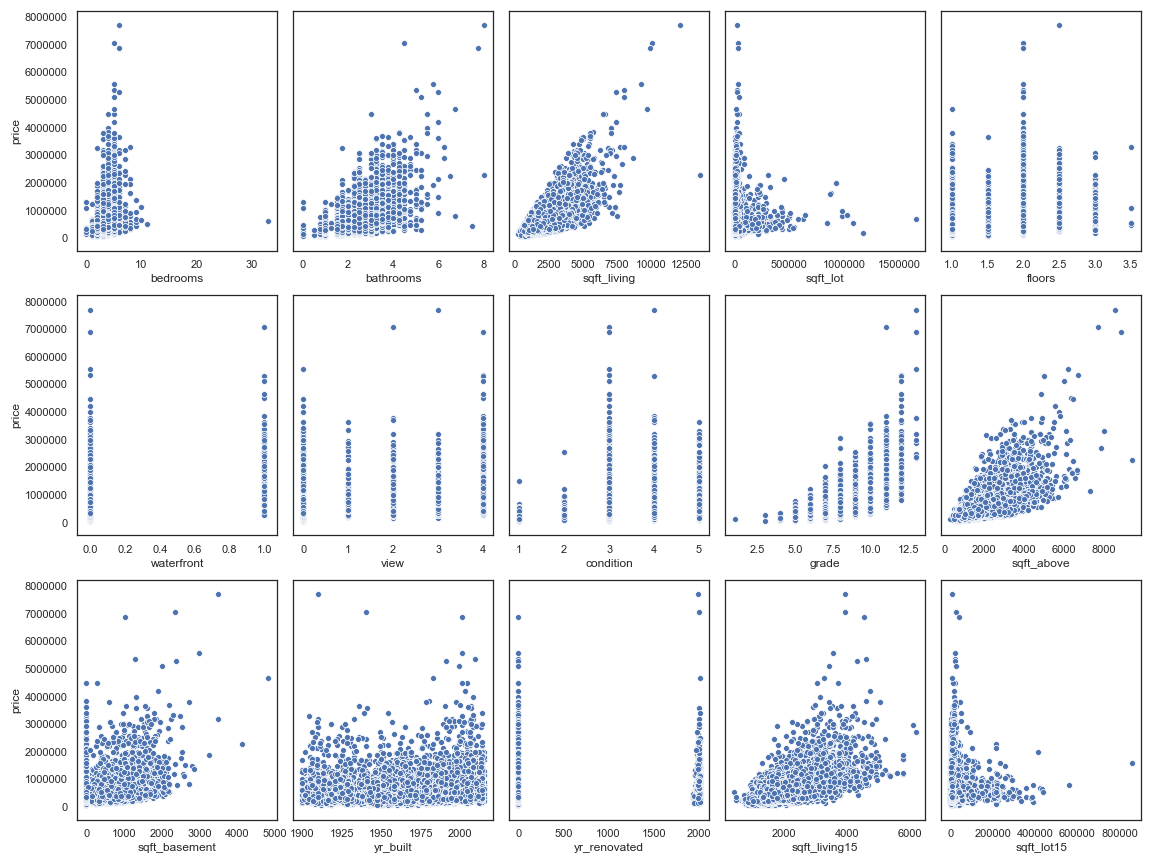 8000000
7000000
6000000
5000000
4000000
3000000
2000000
1000000
0
price
0 10 20 30
bedrooms
0 2 4 6 8
bathrooms
0 2500 5000 7500 10000 12500
sqft_living
0 500000 1000000 1500000
sqft_lot
1.0 1.5 2.0 2.5 3.0 3.5
floors
8000000
7000000
6000000
5000000
4000000
3000000
2000000
1000000
0
price
0.0 0.2 0.4 0.6 0.8 1.0
waterfront
0 1 2 3 4
view
1 2 3 4 5
condition
2.5 5.0 7.5 10.0 12.5
grade
0 2000 4000 6000 8000
sqft_above
8000000
7000000
6000000
5000000
4000000
3000000
2000000
1000000
0
price
0 1000 2000 3000 4000 5000
sqft_basement
1900 1925 1950 1975 2000
yr_built
0 500 1000 1500 2000
yr_renovated
2000 4000 6000
sqft_living15
0 200000 400000 600000 800000
sqft_lot15